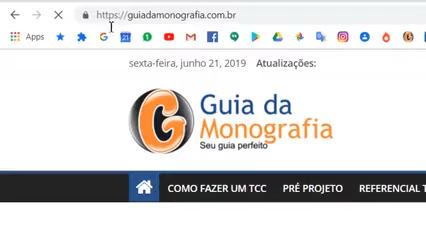 https://guiadamonografia.com.br
Apps
sexta-feira, junho 21, 2019 Atualizações:
G Guia da
Monografia
Seu guia perfeito
COMO FAZER UM TCC PRÉ PROJETO REFERENCIAL T